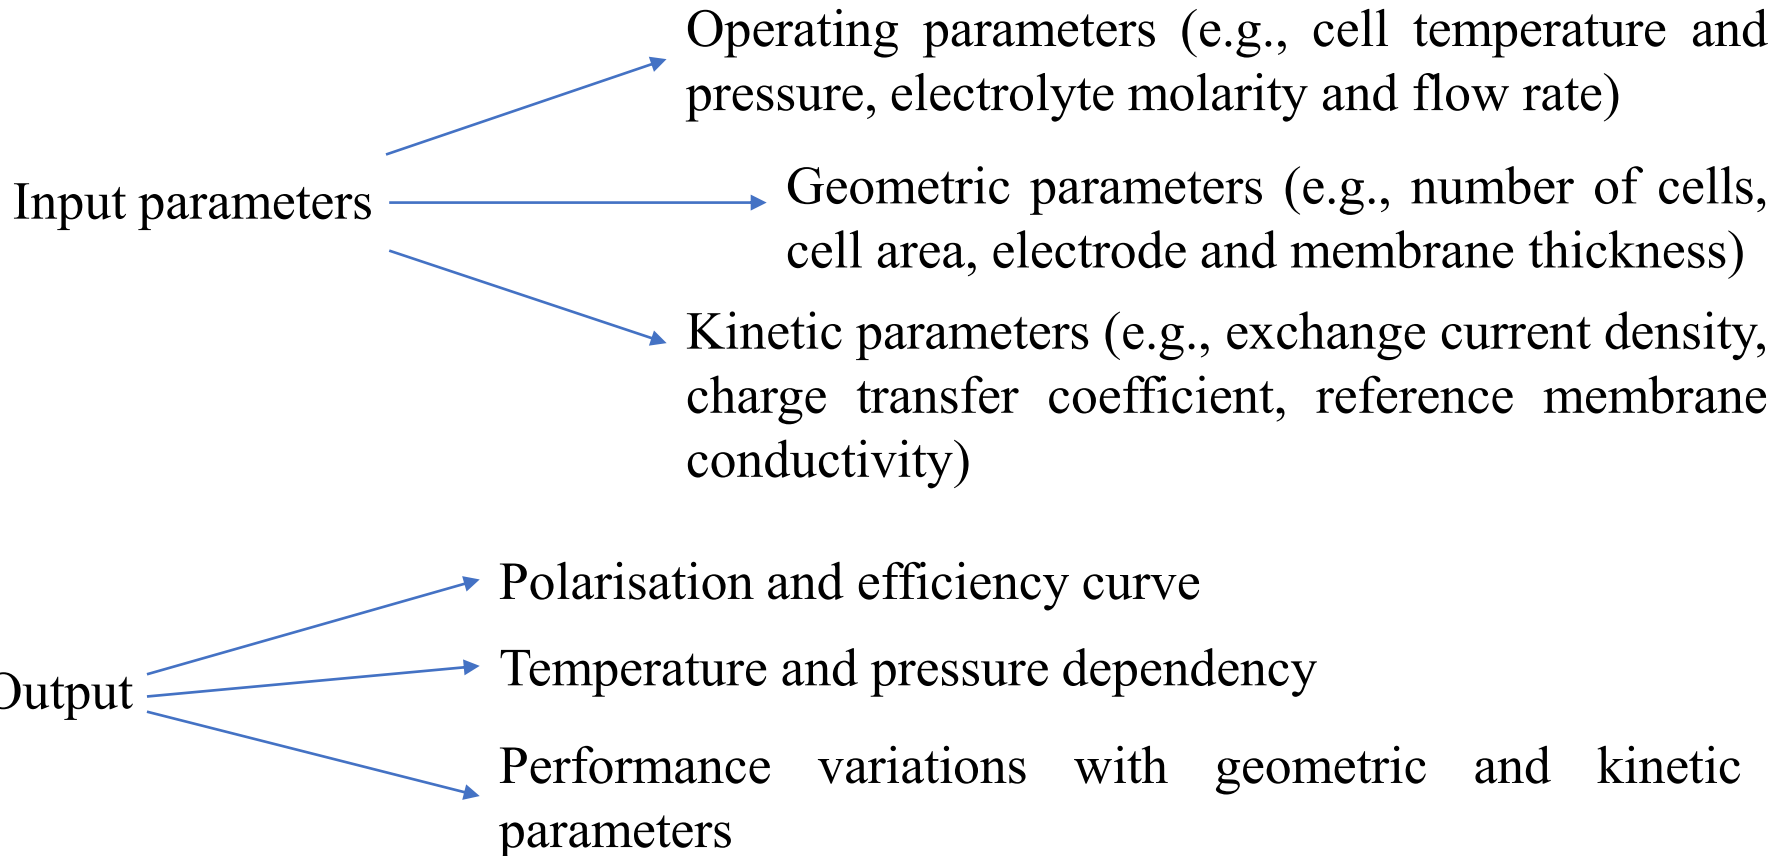 Operating parameters (e.g., cell temperature and
pressure, electrolyte molarity and flow rate)
Input parameters
Geometric parameters (e.g., number of cells,
cell area, electrode and membrane thickness)
Kinetic parameters (e.g., exchange current density,
charge transfer coefficient, reference membrane
conductivity)
Polarisation and efficiency curve
Output
Temperature and pressure dependency
Performance variations with geometric and kinetic
parameters